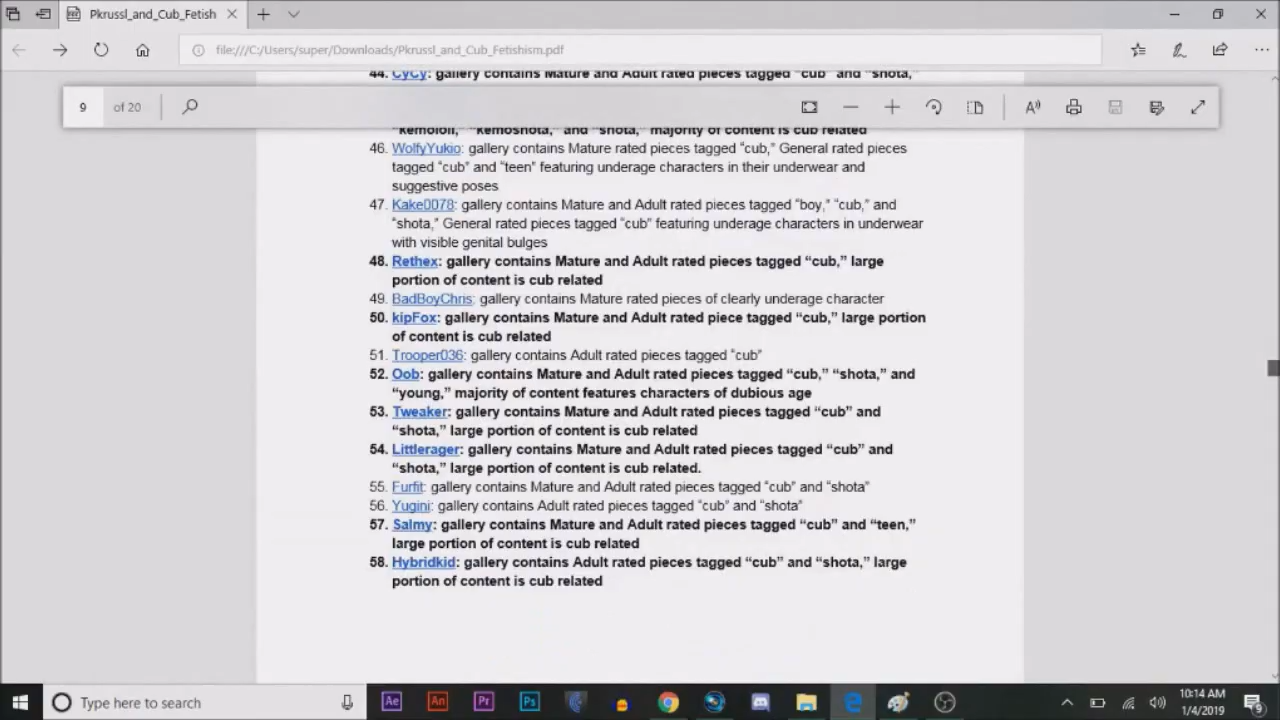 Pkrussl_and_Cub_Fetish
file:///C:/Users/super/Downloads/Pkrussl_and_Cub_Fetishism.pdf
44. CyCy: gallery contains Mature and Adult rated pieces tagged “cub” and “shota,”
9 of 20
“kemololi,” “kemoshota,” and “shota,” majority of content is cub related
46. WolfyYukio: gallery contains Mature rated pieces tagged “cub,” General rated pieces
tagged “cub” and “teen” featuring underage characters in their underwear and
suggestive poses
47. Kake0078: gallery contains Mature and Adult rated pieces tagged “boy,” “cub,” and
“shota,” General rated pieces tagged “cub” featuring underage characters in underwear
with visible genital bulges
48. Rethex: gallery contains Mature and Adult rated pieces tagged “cub,” large
portion of content is cub related
49. BadBoyChris: gallery contains Mature rated pieces of clearly underage character
50. kipFox: gallery contains Mature and Adult rated piece tagged “cub,” large portion
of content is cub related
51. Trooper036: gallery contains Adult rated pieces tagged “cub”
52. Oob: gallery contains Mature and Adult rated pieces tagged “cub,” “shota,” and
“young,” majority of content features characters of dubious age
53. Tweaker: gallery contains Mature and Adult rated pieces tagged “cub” and
“shota,” large portion of content is cub related
54. Littlerager: gallery contains Mature and Adult rated pieces tagged “cub” and
“shota,” large portion of content is cub related.
55. Furfit: gallery contains Mature and Adult rated pieces tagged “cub” and “shota”
56. Yugini: gallery contains Adult rated pieces tagged “cub” and “shota”
57. Salmy: gallery contains Mature and Adult rated pieces tagged “cub” and “teen,”
large portion of content is cub related
58. Hybridkid: gallery contains Adult rated pieces tagged “cub” and “shota,” large
portion of content is cub related
Type here to search
Ae An Pr Ps
10:14 AM
1/4/2019